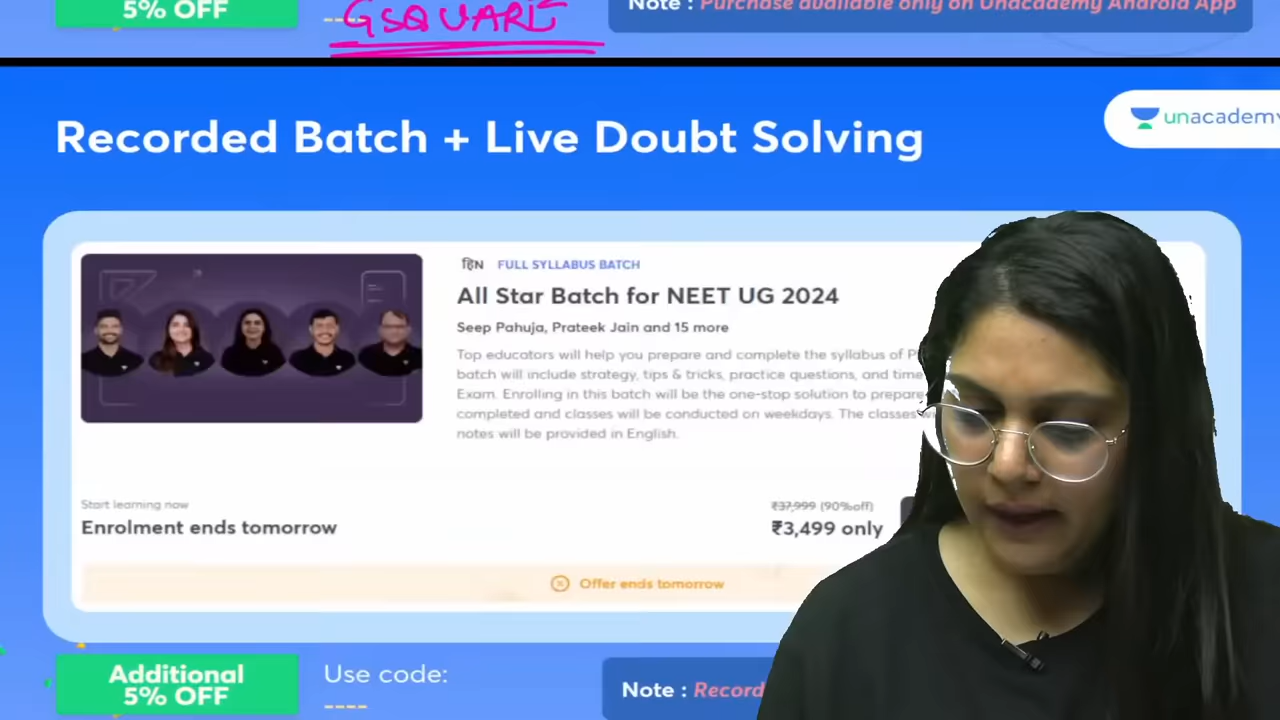 5% OFF
GSQUARE
Note : Purchase available only on Unacademy Android App
Recorded Batch + Live Doubt Solving
unacademy
हिN FULL SYLLABUS BATCH
All Star Batch for NEET UG 2024
Seep Pahuja, Prateek Jain and 15 more
Top educators will help you prepare and complete the syllabus of P
batch will include strategy, tips & tricks, practice questions, and time
Exam. Enrolling in this batch will be the one-stop solution to prepare
completed and classes will be conducted on weekdays. The classes wi
notes will be provided in English.
Start learning now
Enrolment ends tomorrow
₹37,999 (90%off)
₹3,499 only
Offer ends tomorrow
Additional
5% OFF
Use code:
Note : Record